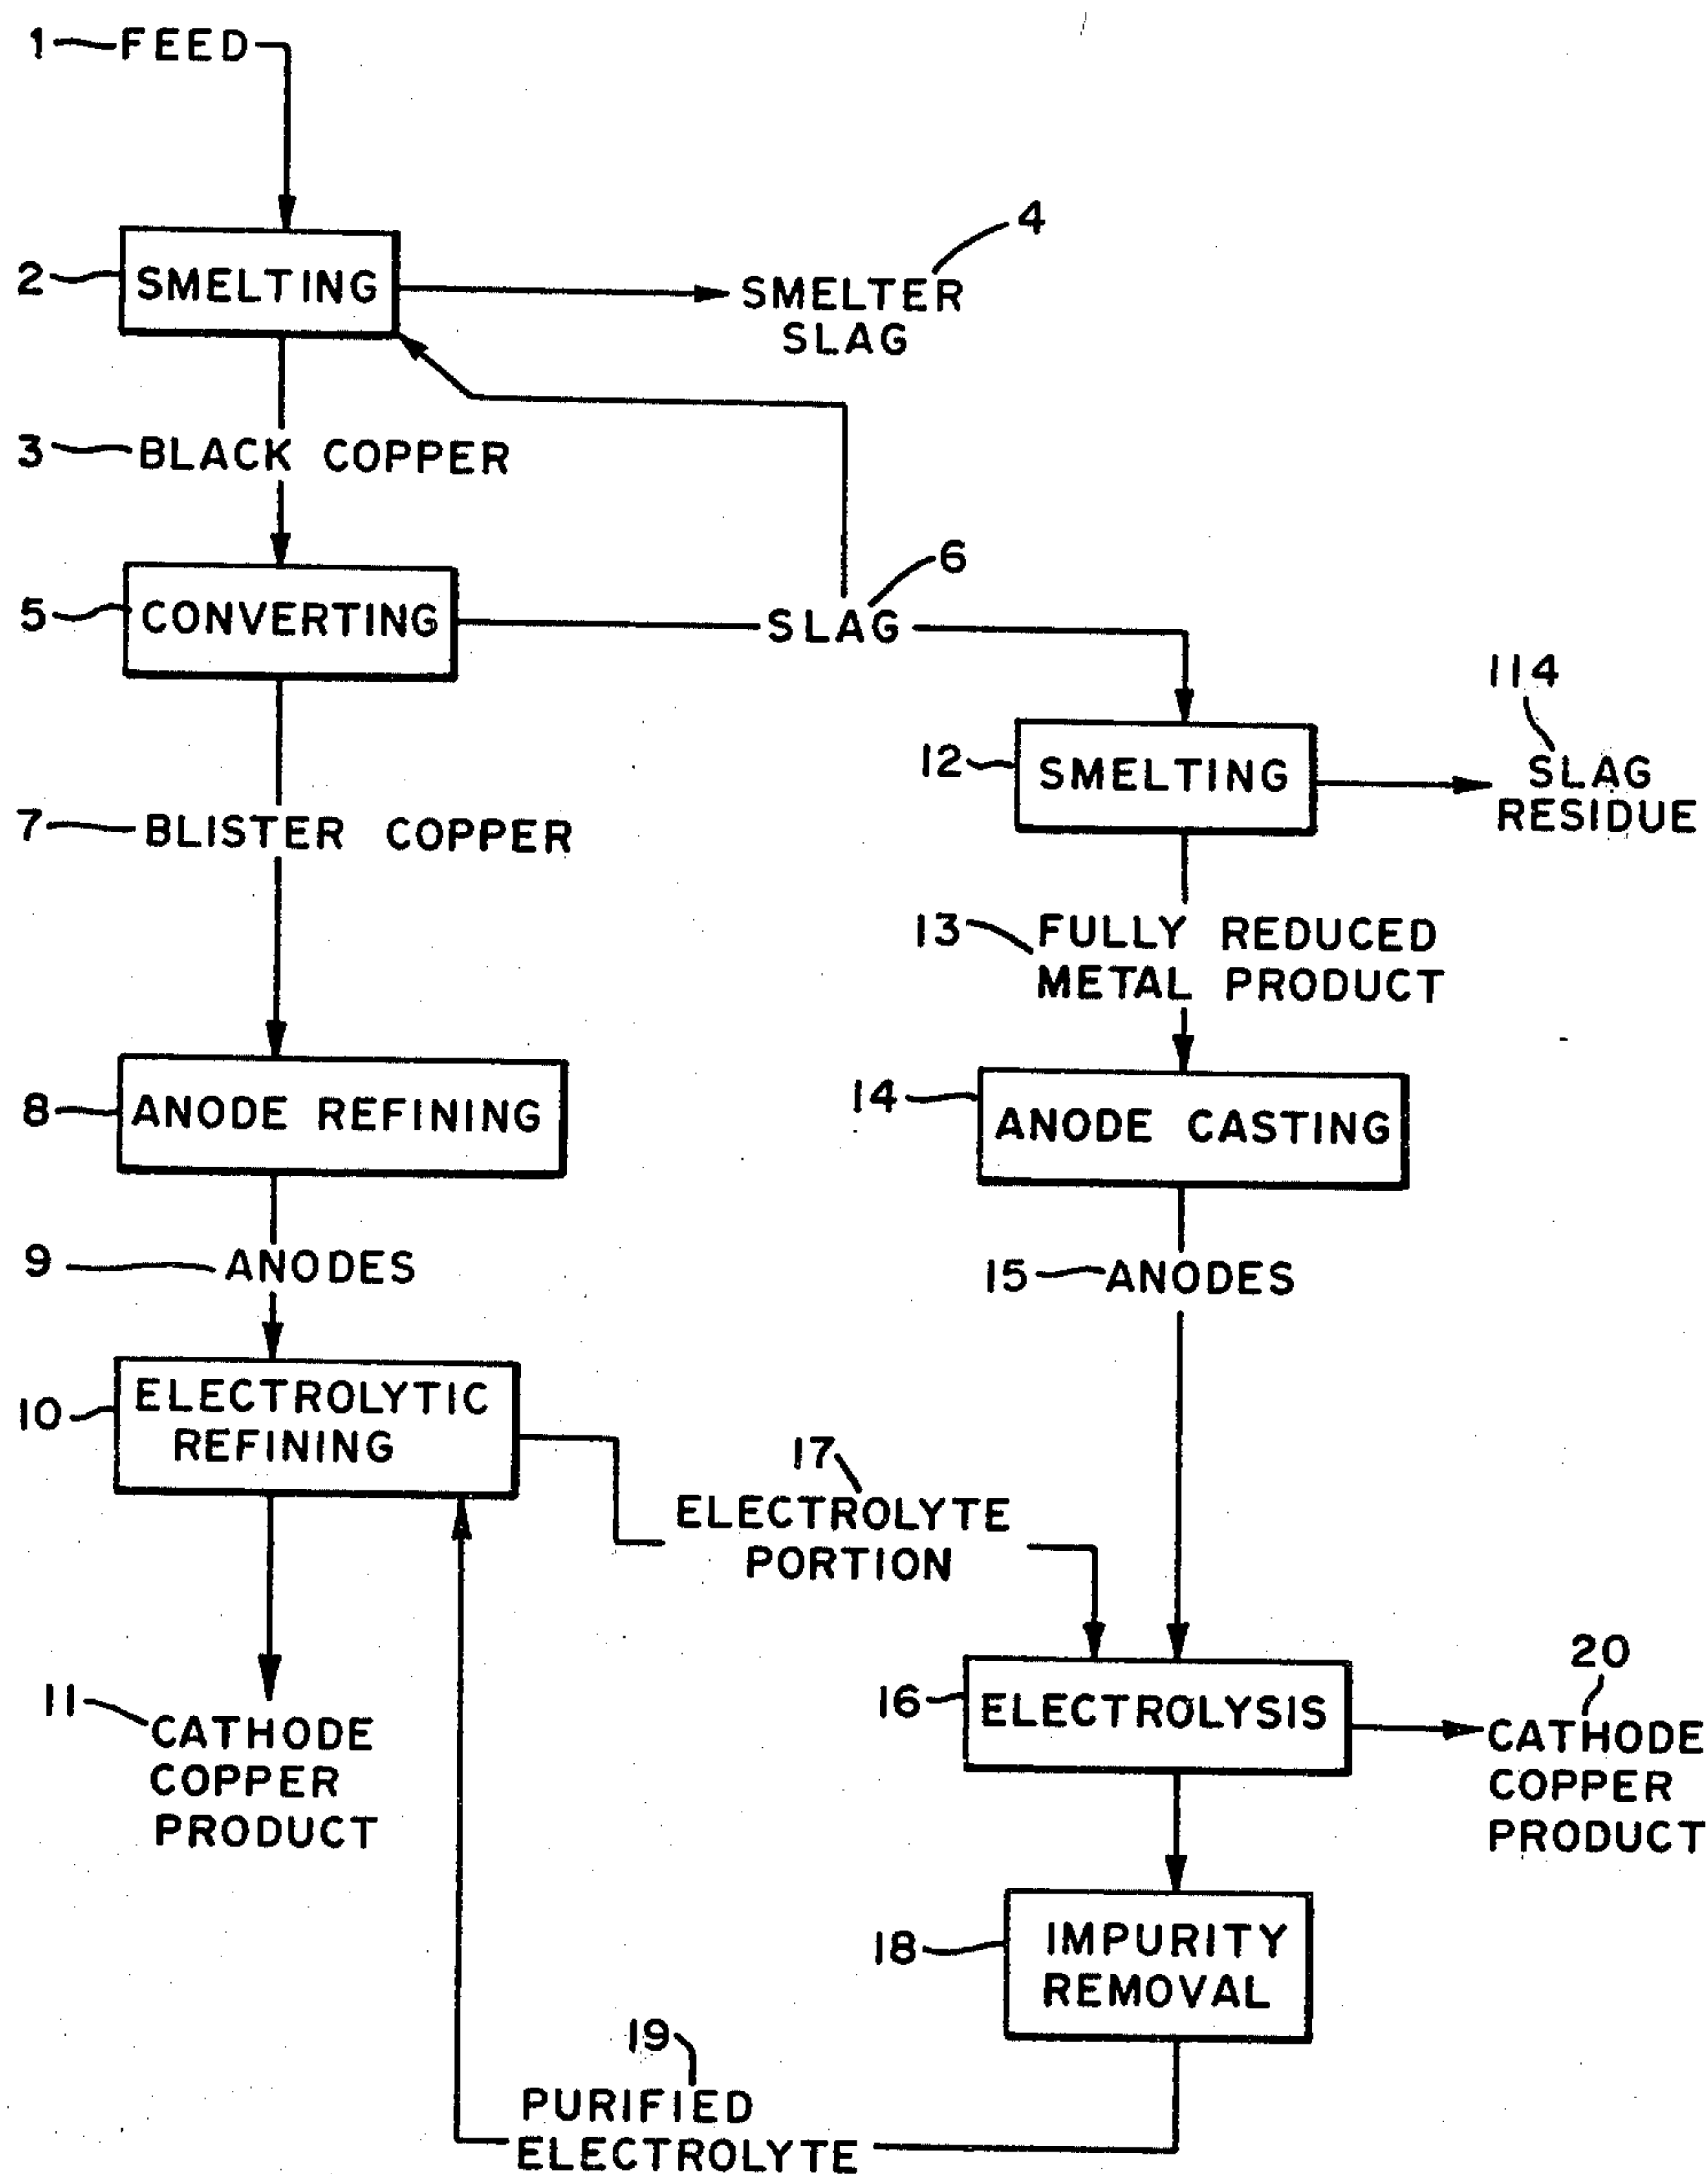 1 FEED
2 SMELTING
4
SMELTER
SLAG
3 BLACK COPPER
5 CONVERTING
6
SLAG
114
SLAG
RESIDUE
12 SMELTING
7 BLISTER COPPER
13 FULLY REDUCED
METAL PRODUCT
8 ANODE REFINING
14 ANODE CASTING
9 ANODES
15 ANODES
10 ELECTROLYTIC
REFINING
17
ELECTROLYTE
PORTION
11 CATHODE
COPPER
PRODUCT
16 ELECTROLYSIS
20
CATHODE
COPPER
PRODUCT
18 IMPURITY
REMOVAL
19
PURIFIED
ELECTROLYTE